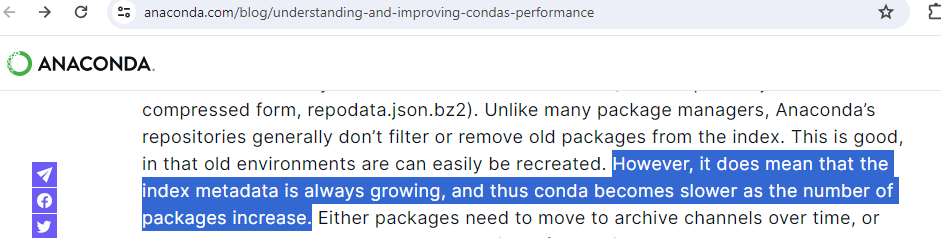 anaconda.com/blog/understanding-and-improving-condas-performance
ANACONDA.
compressed form, repodata.json.bz2). Unlike many package managers, Anaconda's
repositories generally don't filter or remove old packages from the index. This is good,
in that old environments are can easily be recreated. However, it does mean that the
index metadata is always growing, and thus conda becomes slower as the number of
packages increase. Either packages need to move to archive channels over time, or